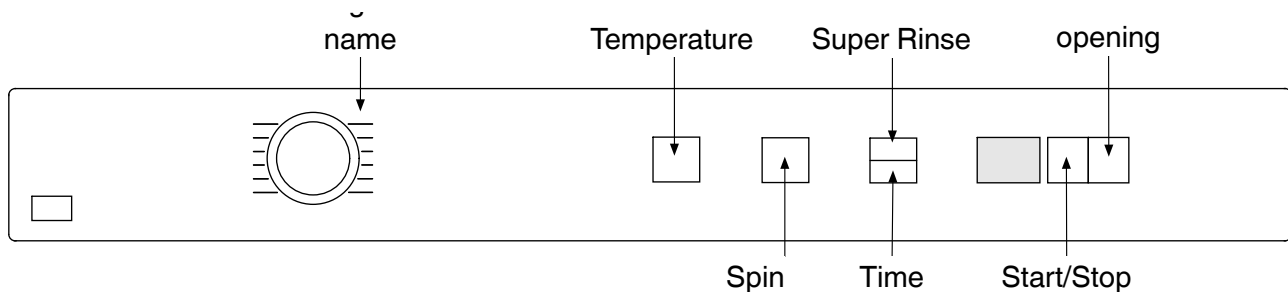 name
Temperature
Super Rinse
opening
Spin
Time
Start/Stop